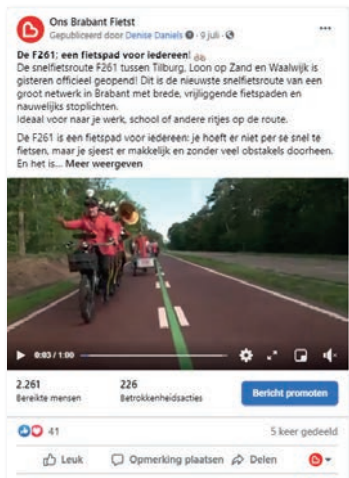 Ons Brabant Fietst
Gepubliceerd door Denise Daniels · 9 juli ·
De F261; een fietspad voor iedereen!
De snelfietsroute F261 tussen Tilburg, Loon op Zand en Waalwijk is
gisteren officieel geopend! Dit is de nieuwste snelfietsroute van een
groot netwerk in Brabant met brede, vrijliggende fietspaden en
nauwelijks stoplichten.
Ideaal voor naar je werk, school of andere ritjes op de route.
De F261 is een fietspad voor iedereen: je hoeft er niet per se snel te
fietsen, maar je sjeest er makkelijk en zonder veel obstakels doorheen.
En het is... Meer weergeven
0:03 / 1:00
2.261 226
Bereikte mensen Betrokkenheidsacties Bericht promoten
41 5 keer gedeeld
Leuk Opmerking plaatsen Delen